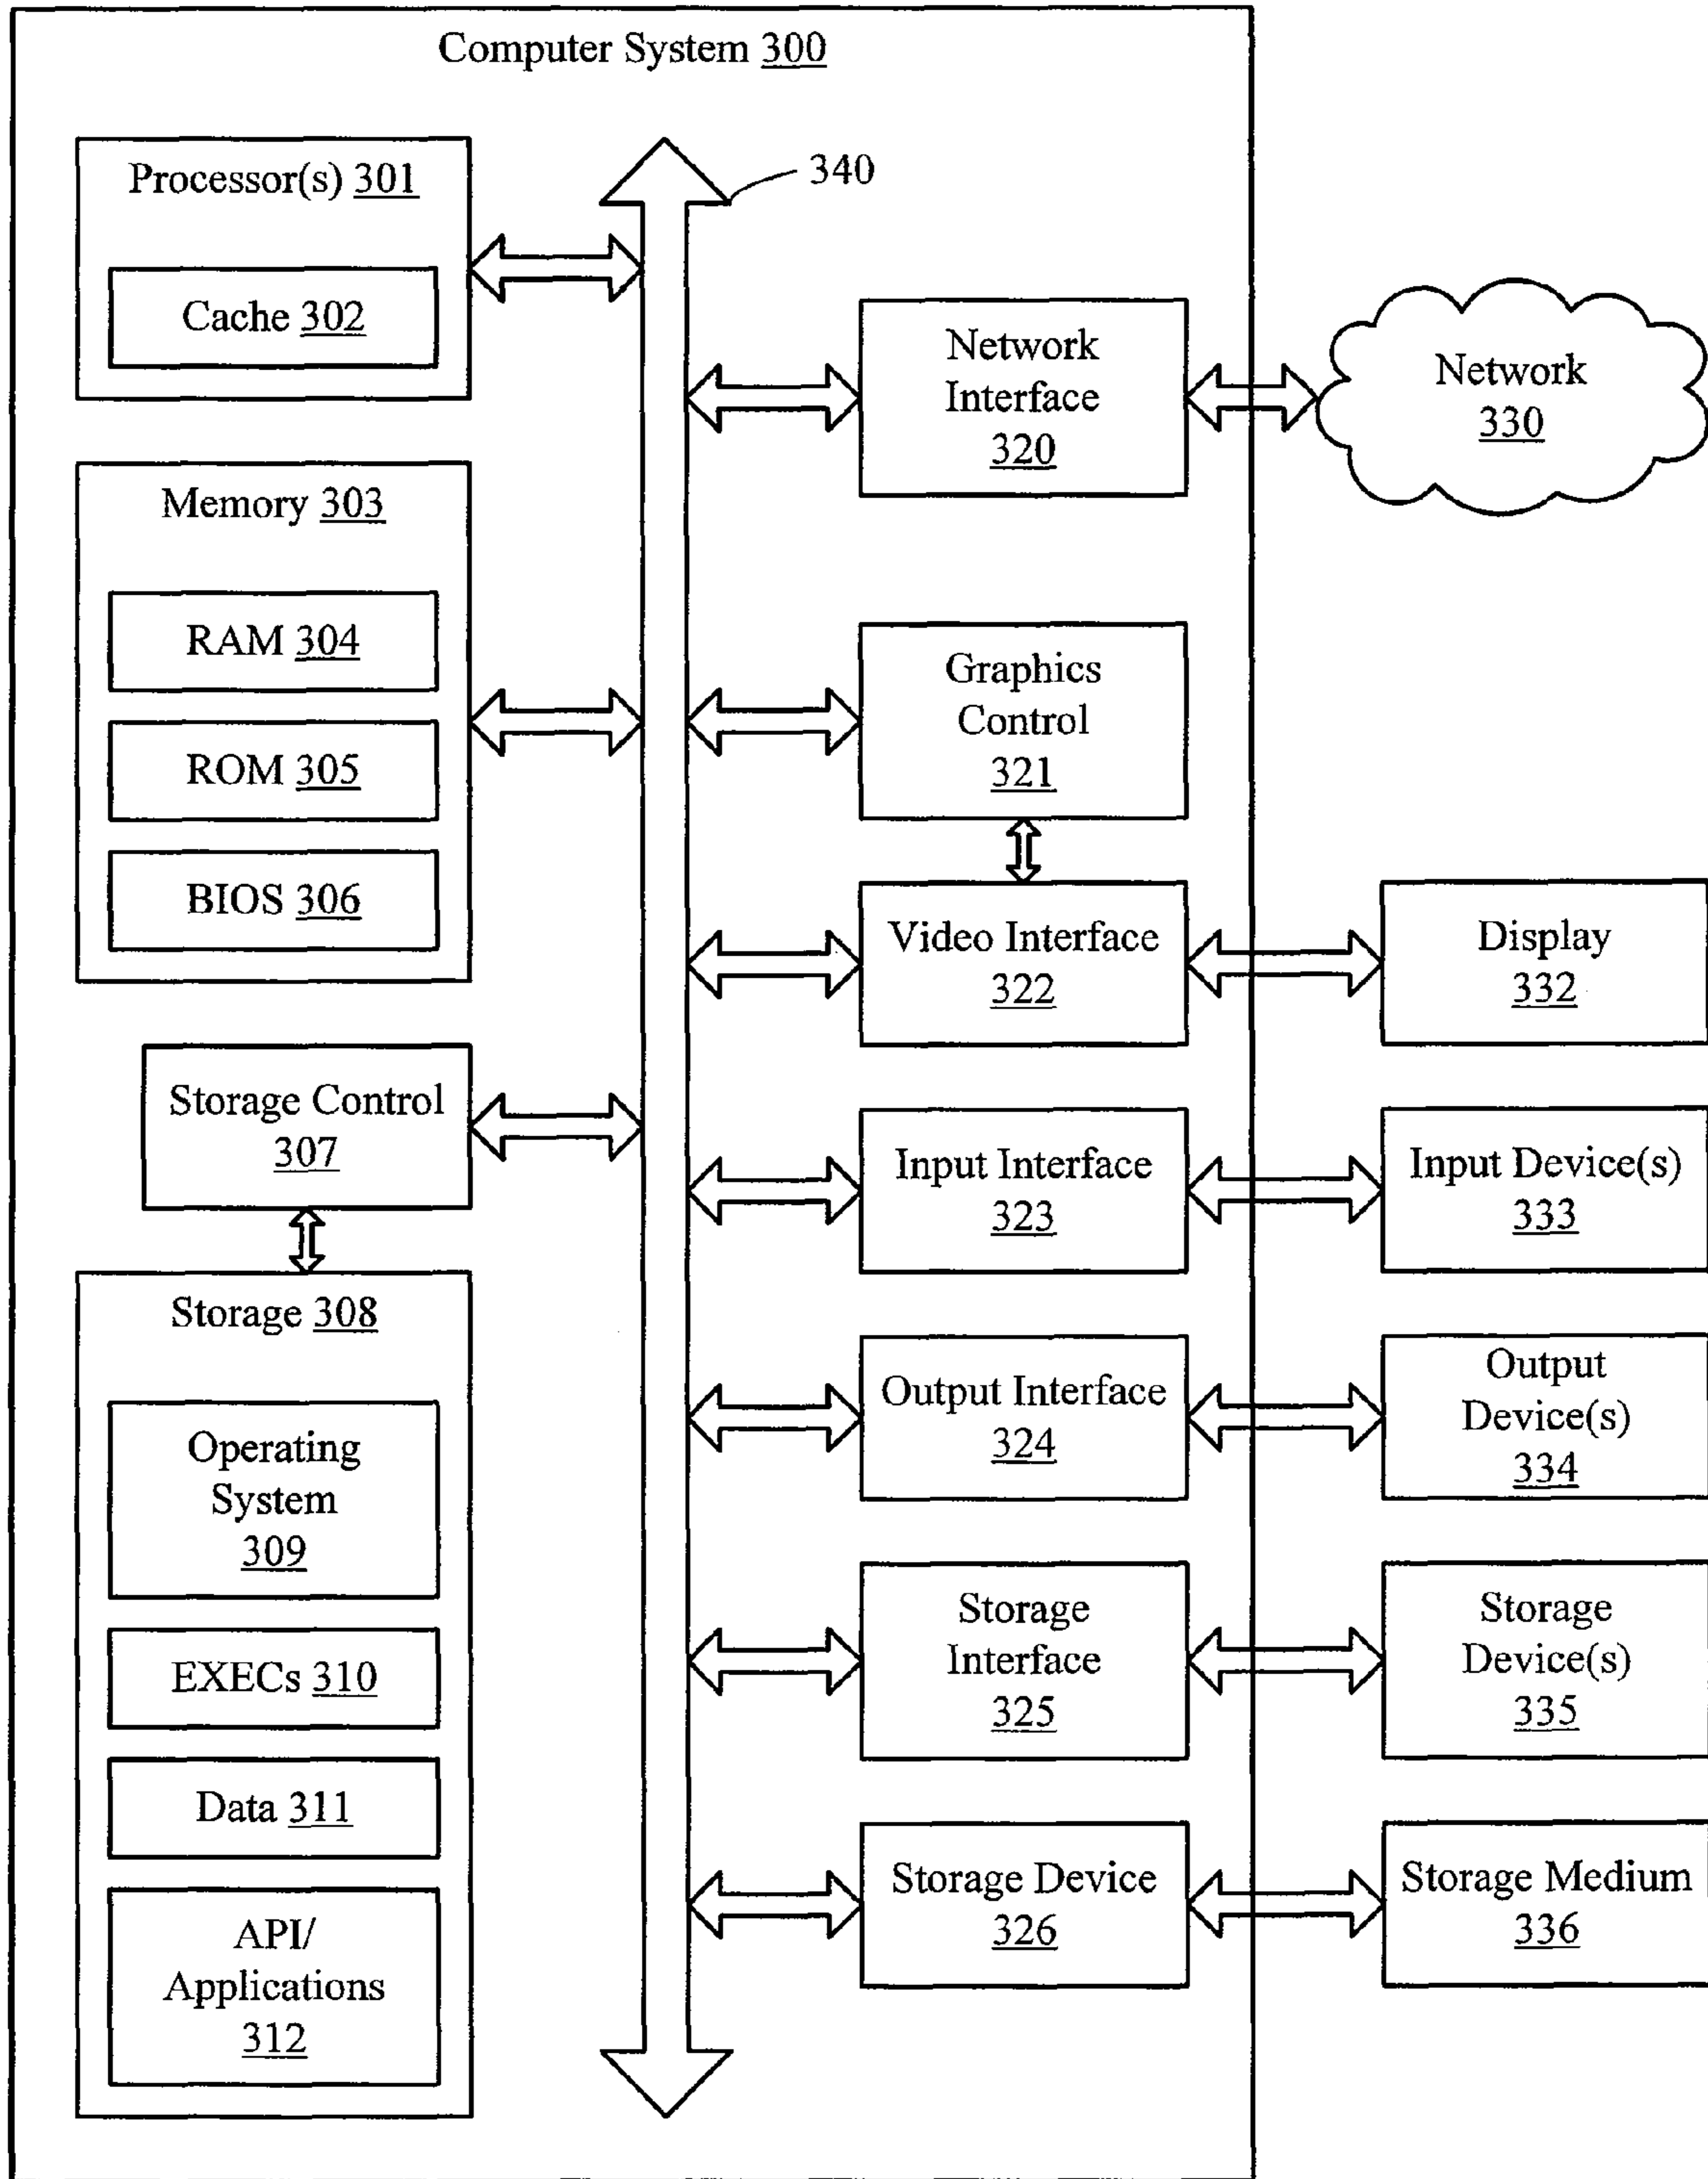 Computer System 300
Processor(s) 301
Cache 302
340
Memory 303
RAM 304
ROM 305
BIOS 306
Storage Control
307
Storage 308
Operating
System
309
EXECs 310
Data 311
API/
Applications
312
Network
Interface
320
Network
330
Graphics
Control
321
Video Interface
322
Display
332
Input Interface
323
Input Device(s)
333
Output Interface
324
Output
Device(s)
334
Storage
Interface
325
Storage
Device(s)
335
Storage Device
326
Storage Medium
336